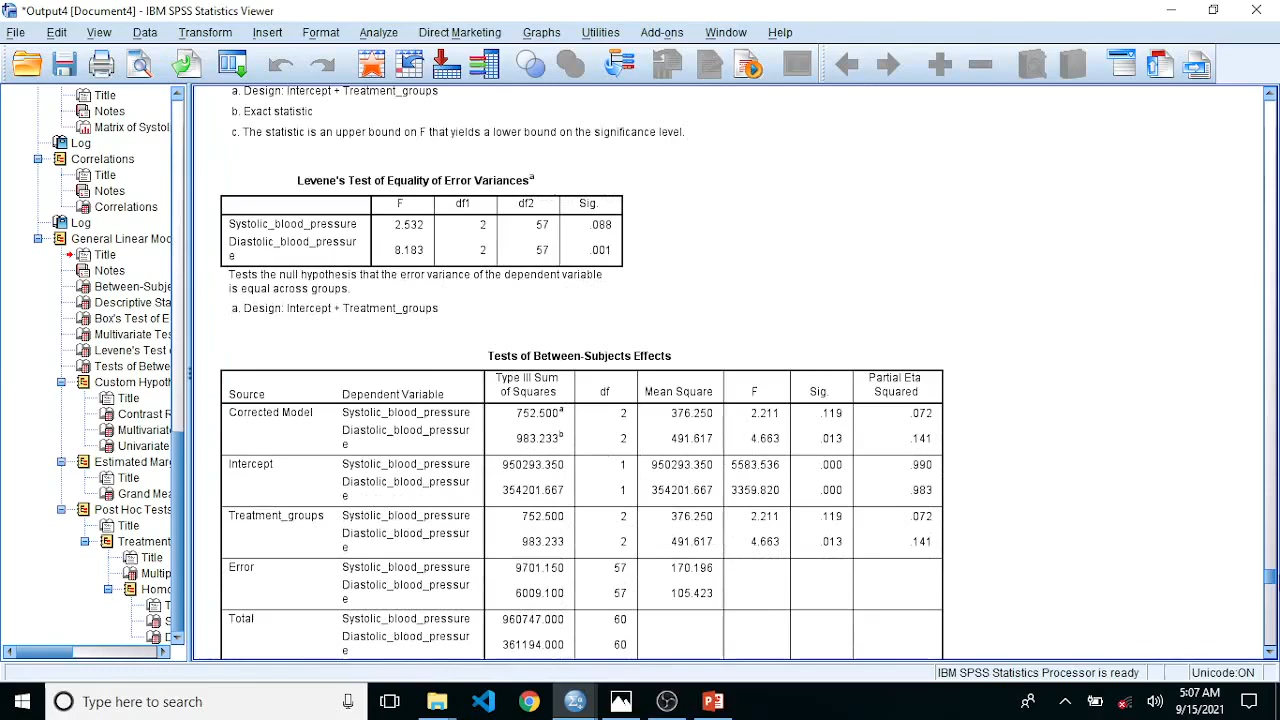 *Output4 [Document4] - IBM SPSS Statistics Viewer
File Edit View Data Transform Insert Format Analyze Direct Marketing Graphs Utilities Add-ons Window Help
Title
Notes
Matrix of Systol
Log
Correlations
Title
Notes
Correlations
Log
General Linear Moc
Title
Notes
Between-Subje
Descriptive Sta
Box's Test of E
Multivariate Tes
Levene's Test o
Tests of Betwe
Custom Hypoth
Title
Contrast R
Multivariat
Univariate
Estimated Marg
Title
Grand Mea
Post Hoc Tests
Title
Treatment
Title
Multip
Homo
a. Design: Intercept + Treatment_groups
b. Exact statistic
c. The statistic is an upper bound on F that yields a lower bound on the significance level.
Levene's Test of Equality of Error Variancesa
F df1 df2 Sig.
Systolic_blood_pressure 2.532 2 57 .088
Diastolic_blood_pressur
e 8.183 2 57 .001
Tests the null hypothesis that the error variance of the dependent variable
is equal across groups.
a. Design: Intercept + Treatment_groups
Tests of Between-Subjects Effects
Source Dependent Variable Type III Sum of Squares df Mean Square F Sig. Partial Eta Squared
Corrected Model Systolic_blood_pressure 752.500a 2 376.250 2.211 .119 .072
Diastolic_blood_pressur
e 983.233b 2 491.617 4.663 .013 .141
Intercept Systolic_blood_pressure 950293.350 1 950293.350 5583.536 .000 .990
Diastolic_blood_pressur
e 354201.667 1 354201.667 3359.820 .000 .983
Treatment_groups Systolic_blood_pressure 752.500 2 376.250 2.211 .119 .072
Diastolic_blood_pressur
e 983.233 2 491.617 4.663 .013 .141
Error Systolic_blood_pressure 9701.150 57 170.196
Diastolic_blood_pressur
e 6009.100 57 105.423
Total Systolic_blood_pressure 960747.000 60
Diastolic_blood_pressur
e 361194.000 60
IBM SPSS Statistics Processor is ready Unicode:ON
Type here to search
5:07 AM
9/15/2021